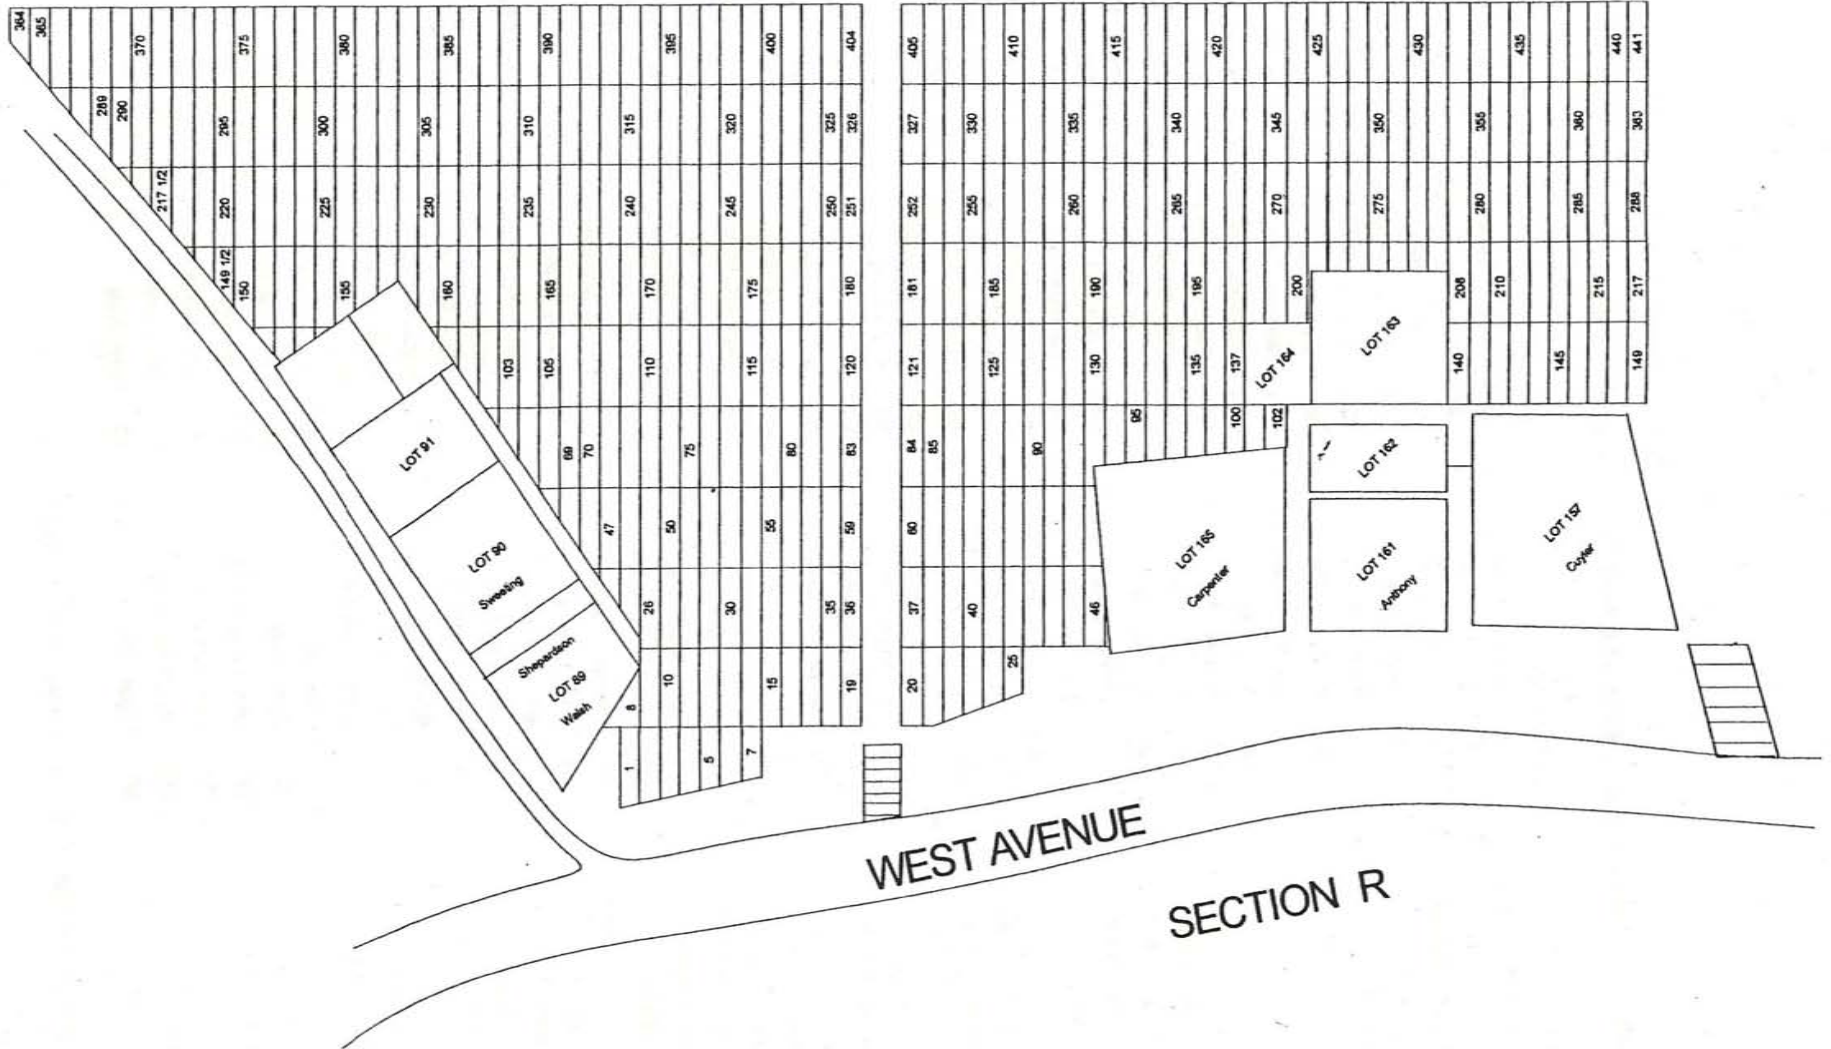 364 365 370 375 380 385 390 395 400 404 405 410 415 420 425 430 435 440 441
289 290 295 300 305 310 315 320 325 326 327 330 335 340 345 350 355 360 363
217 1/2 220 225 230 235 240 245 250 251 252 255 260 265 270 275 280 285 288
149 1/2 150 155 160 165 170 175 180 181 185 190 195 200 208 210 215 217
103 105 110 115 120 121 125 130 135 137 140 145 149
LOT 164
LOT 163
69 70 75 80 83 84 85 90 95 100 102
LOT 91
LOT 162
47 50 55 59 60
LOT 90
Sweeting
LOT 165
Carpenter
LOT 161
Anthony
LOT 157
Cuyler
26 30 35 36 37 40 46
Shepardson
LOT 89
Walsh
8 10 15 19 20 25
1 5 7
WEST AVENUE
SECTION R